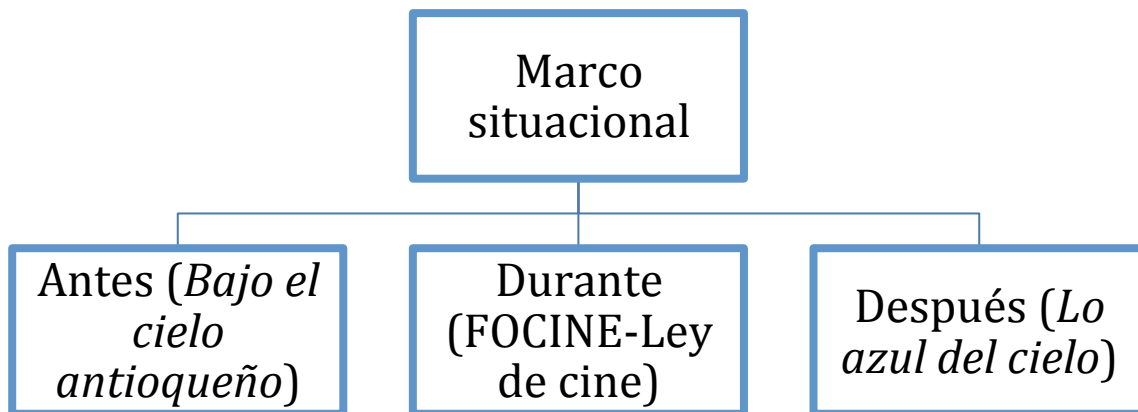 Marco
situacional
Antes (Bajo el
cielo
antioqueño)
Durante
(FOCINE-Ley
de cine)
Después (Lo
azul del cielo)